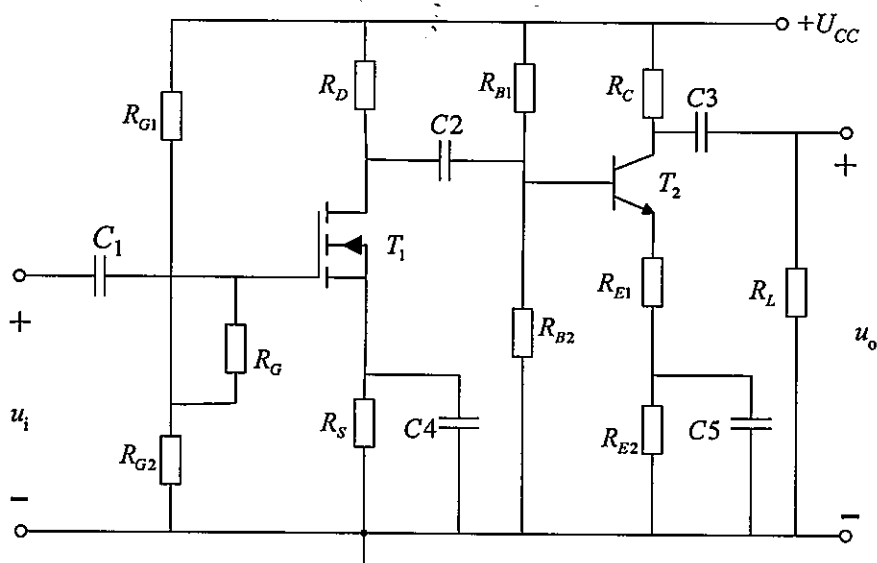 +U_CC
R_G1
R_D
R_B1
R_C
C3
C2
+
T_2
C_1
T_1
R_E1
R_L
+
R_G
R_B2
u_o
u_i
R_S
C4
R_G2
R_E2
C5
−
−